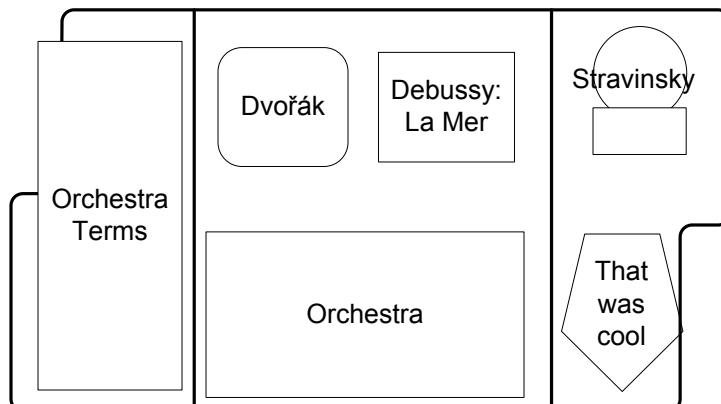 Dvořák
Debussy:
La Mer
Stravinsky
Orchestra
Terms
Orchestra
That
was
cool